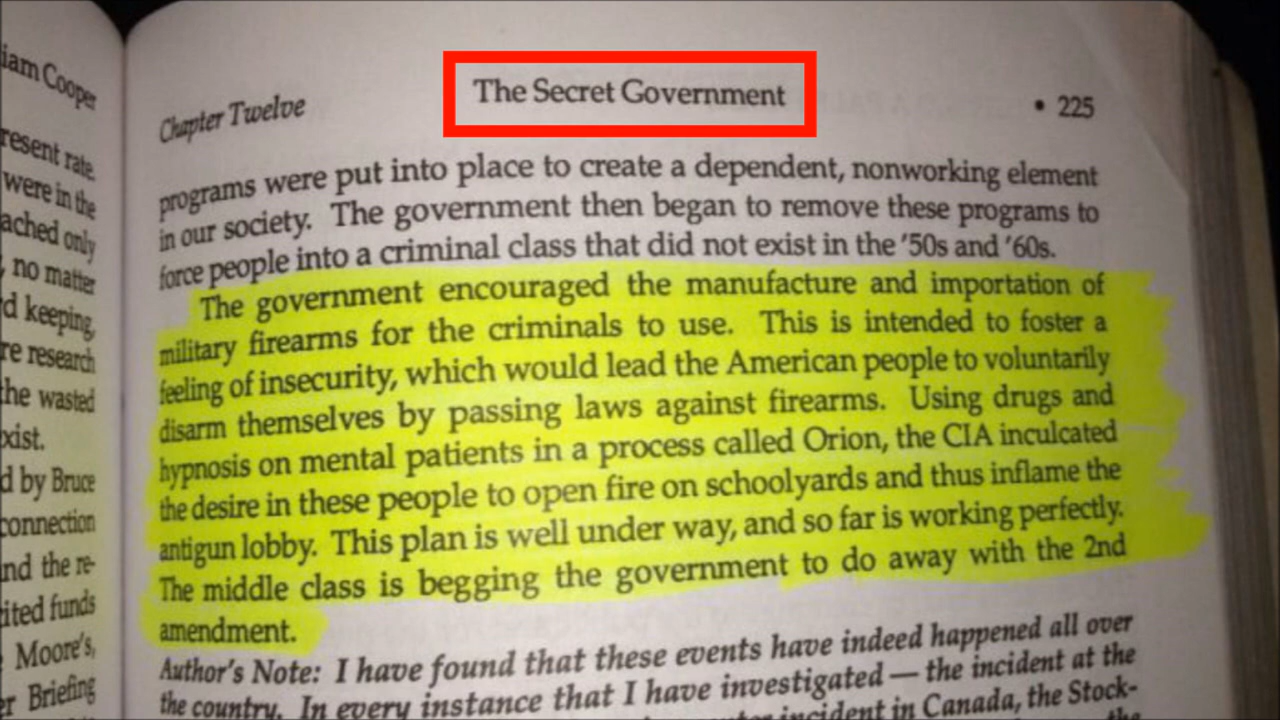 iam Cooper
resent rate.
were in the
ached only
, no matter
d keeping,
re research
the wasted
xist.
d by Bruce
connection
nd the re-
ited funds
Moore's,
er Briefing
Chapter Twelve The Secret Government • 225
programs were put into place to create a dependent, nonworking element
in our society. The government then began to remove these programs to
force people into a criminal class that did not exist in the '50s and '60s.
The government encouraged the manufacture and importation of
military firearms for the criminals to use. This is intended to foster a
feeling of insecurity, which would lead the American people to voluntarily
disarm themselves by passing laws against firearms. Using drugs and
hypnosis on mental patients in a process called Orion, the CIA inculcated
the desire in these people to open fire on schoolyards and thus inflame the
antigun lobby. This plan is well under way, and so far is working perfectly.
The middle class is begging the government to do away with the 2nd
amendment.
Author's Note: I have found that these events have indeed happened all over
the country. In every instance that I have investigated — the incident at the
incident in Canada, the Stock-
the